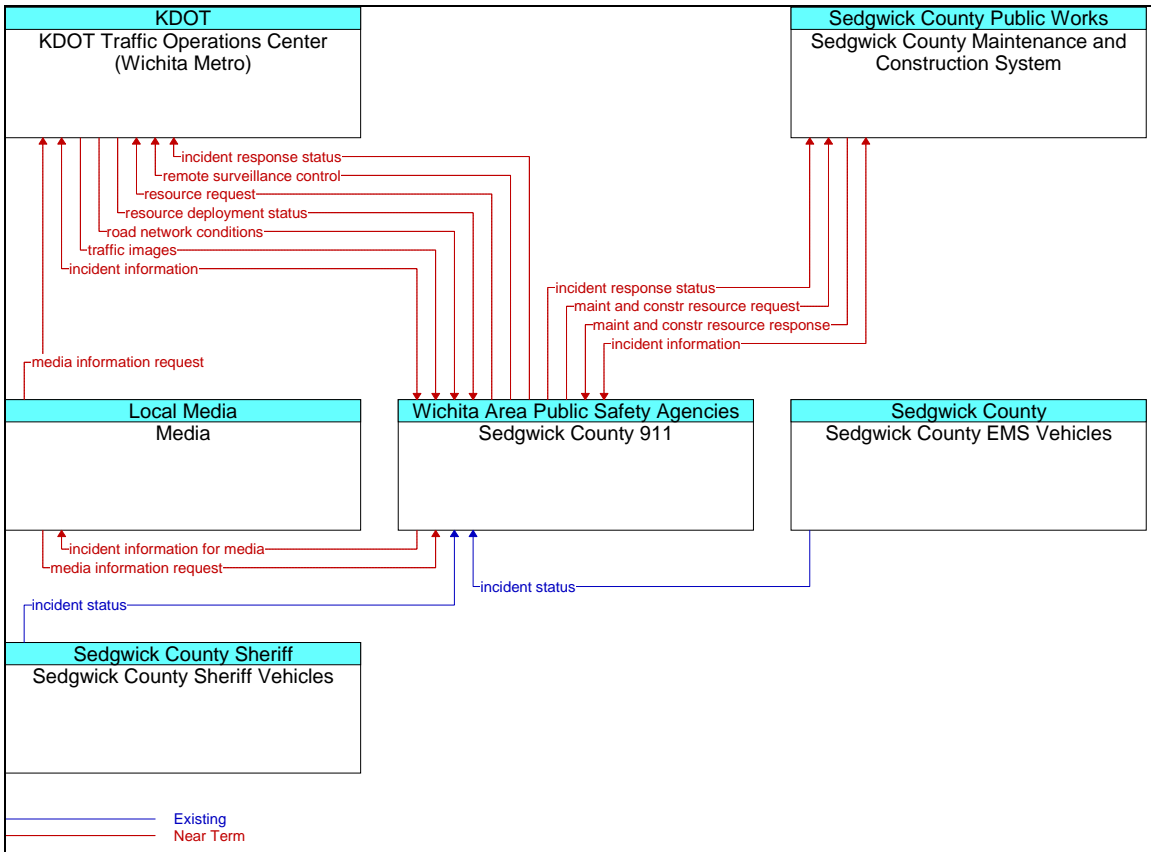 KDOT
KDOT Traffic Operations Center
(Wichita Metro)
Sedgwick County Public Works
Sedgwick County Maintenance and
Construction System
incident response status
remote surveillance control
resource request
resource deployment status
road network conditions
traffic images
incident information
incident response status
maint and constr resource request
maint and constr resource response
incident information
media information request
Local Media
Media
Wichita Area Public Safety Agencies
Sedgwick County 911
Sedgwick County
Sedgwick County EMS Vehicles
incident information for media
media information request
incident status
incident status
Sedgwick County Sheriff
Sedgwick County Sheriff Vehicles
Existing
Near Term